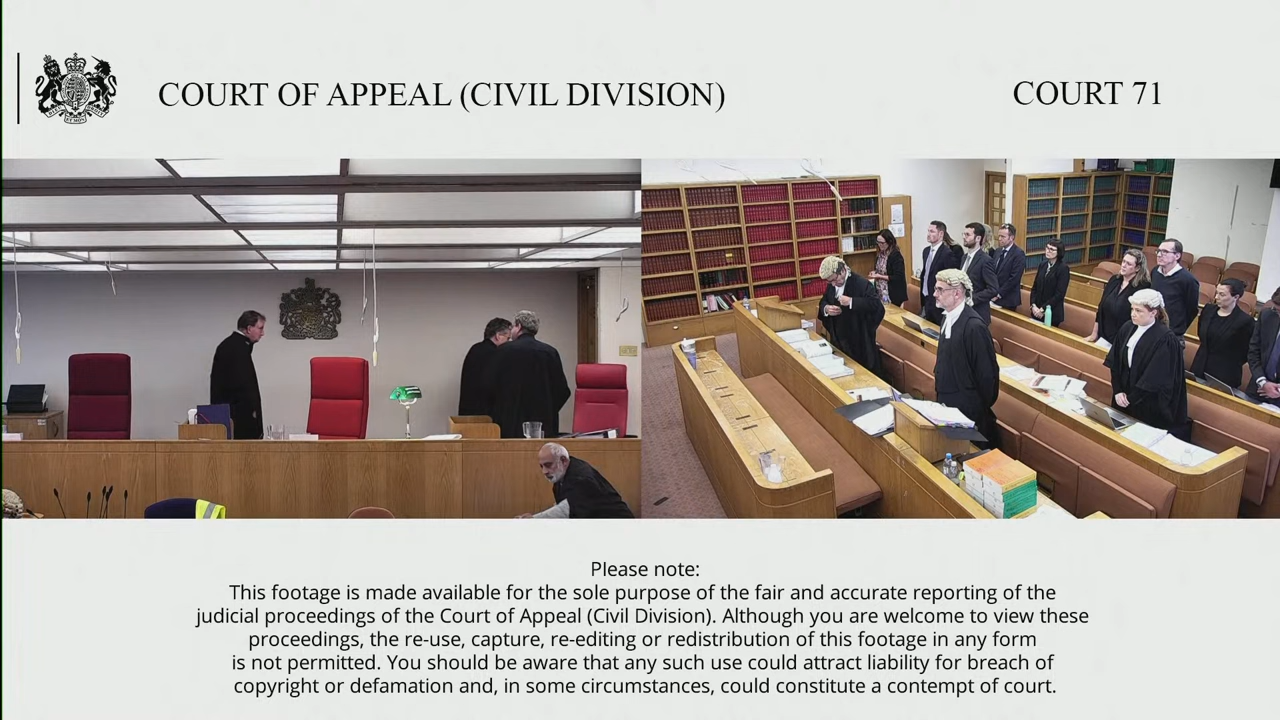 COURT OF APPEAL (CIVIL DIVISION)
COURT 71
Please note:
This footage is made available for the sole purpose of the fair and accurate reporting of the
judicial proceedings of the Court of Appeal (Civil Division). Although you are welcome to view these
proceedings, the re-use, capture, re-editing or redistribution of this footage in any form
is not permitted. You should be aware that any such use could attract liability for breach of
copyright or defamation and, in some circumstances, could constitute a contempt of court.